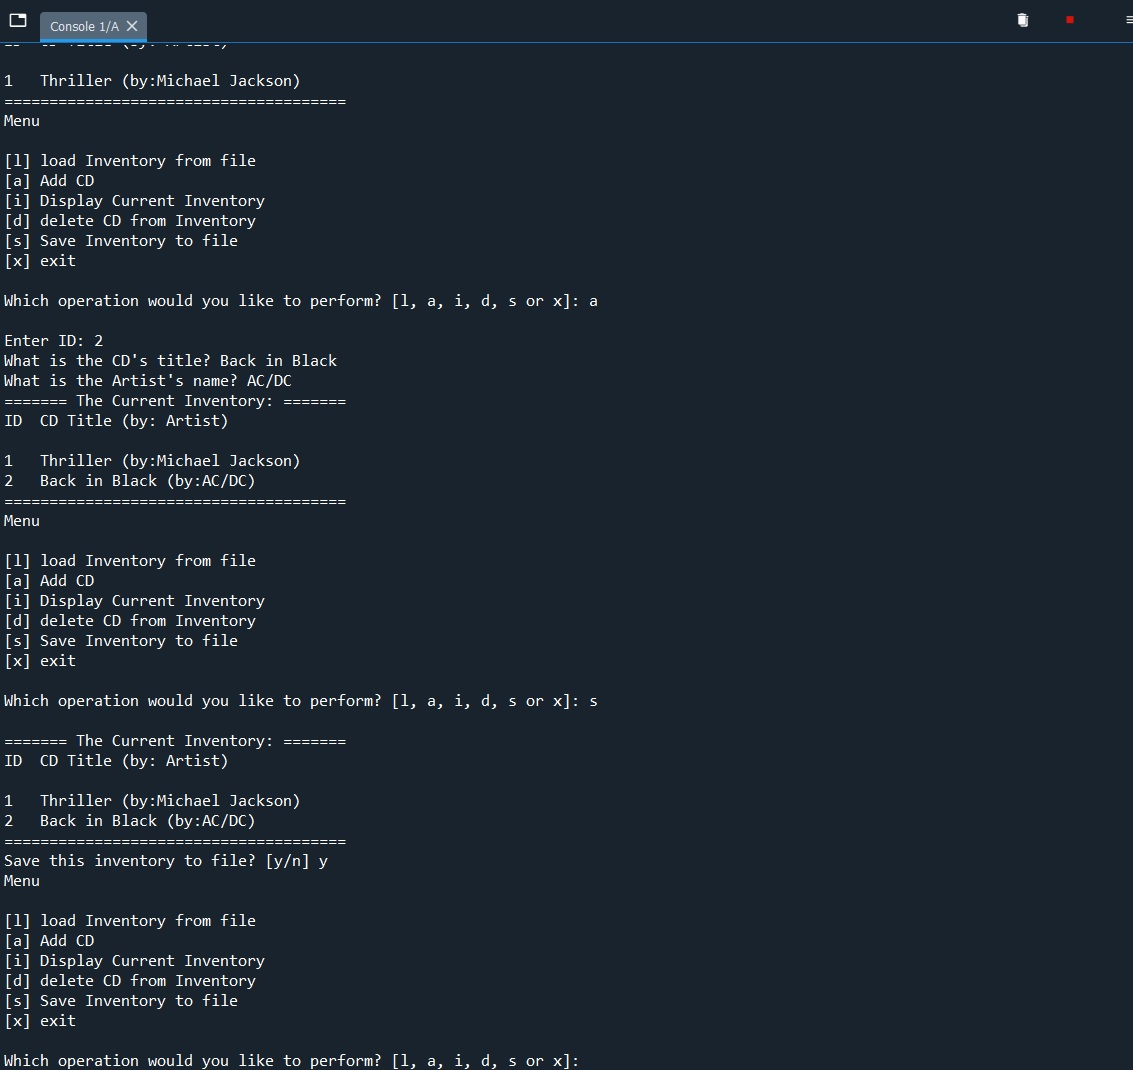 Console 1/A
1   Thriller (by:Michael Jackson)
======================================
Menu
[l] load Inventory from file
[a] Add CD
[i] Display Current Inventory
[d] delete CD from Inventory
[s] Save Inventory to file
[x] exit
Which operation would you like to perform? [l, a, i, d, s or x]: a
Enter ID: 2
What is the CD's title? Back in Black
What is the Artist's name? AC/DC
======= The Current Inventory: =======
ID  CD Title (by: Artist)
1   Thriller (by:Michael Jackson)
2   Back in Black (by:AC/DC)
======================================
Menu
[l] load Inventory from file
[a] Add CD
[i] Display Current Inventory
[d] delete CD from Inventory
[s] Save Inventory to file
[x] exit
Which operation would you like to perform? [l, a, i, d, s or x]: s
======= The Current Inventory: =======
ID  CD Title (by: Artist)
1   Thriller (by:Michael Jackson)
2   Back in Black (by:AC/DC)
======================================
Save this inventory to file? [y/n] y
Menu
[l] load Inventory from file
[a] Add CD
[i] Display Current Inventory
[d] delete CD from Inventory
[s] Save Inventory to file
[x] exit
Which operation would you like to perform? [l, a, i, d, s or x]: